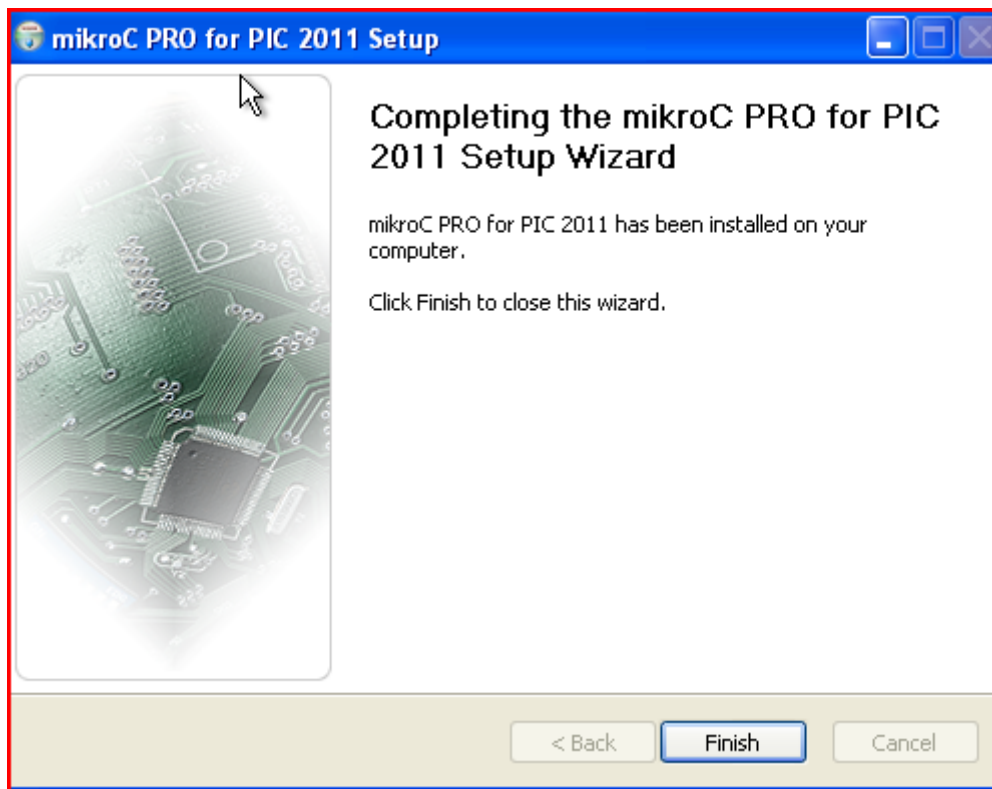 mikroC PRO for PIC 2011 Setup
Completing the mikroC PRO for PIC
2011 Setup Wizard
mikroC PRO for PIC 2011 has been installed on your
computer.
Click Finish to close this wizard.
< Back
Finish
Cancel